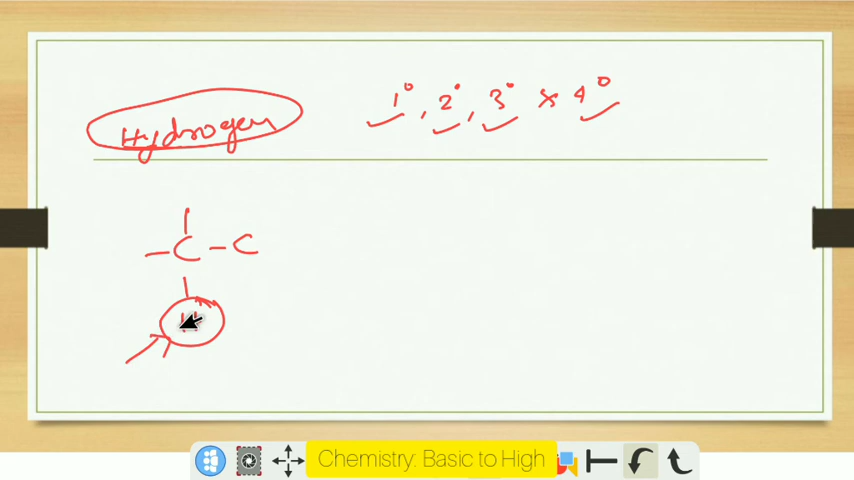 Hydrogen
1°, 2°, 3° × 4°
C - C
H
Chemistry: Basic to High